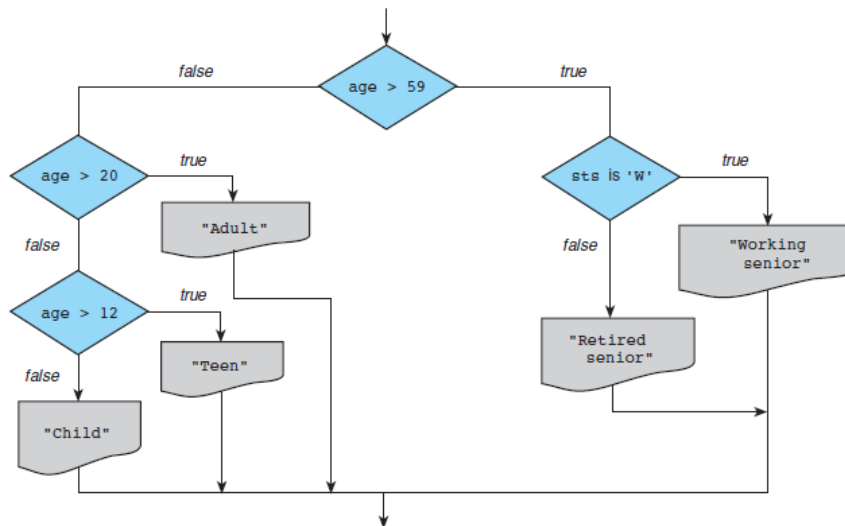 false
age > 59
true
age > 20
true
sts is 'W'
true
"Adult"
"Working
senior"
false
false
age > 12
true
"Retired
senior"
"Teen"
false
"Child"